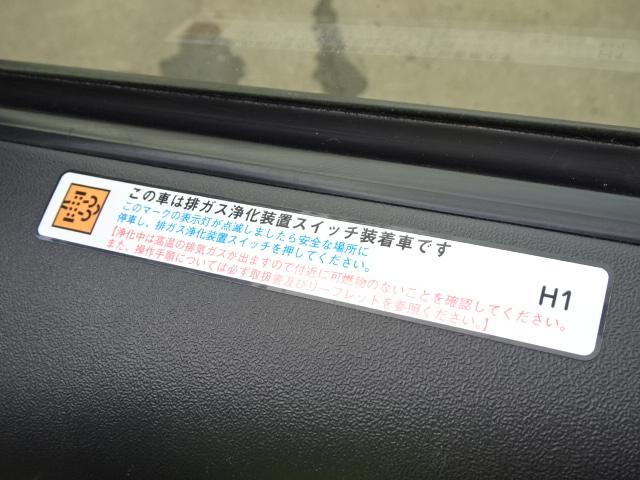 この車は排ガス浄化装置スイッチ装着車です
このマークの表示灯が点滅しましたら安全な場所に
停車し、排ガス浄化装置スイッチを押してください。
【浄化中は高温の排気ガスが出ますので付近に可燃物のないことを確認してください。
また、操作手順については必ず取扱書及びリーフレットを参照ください。】
H1